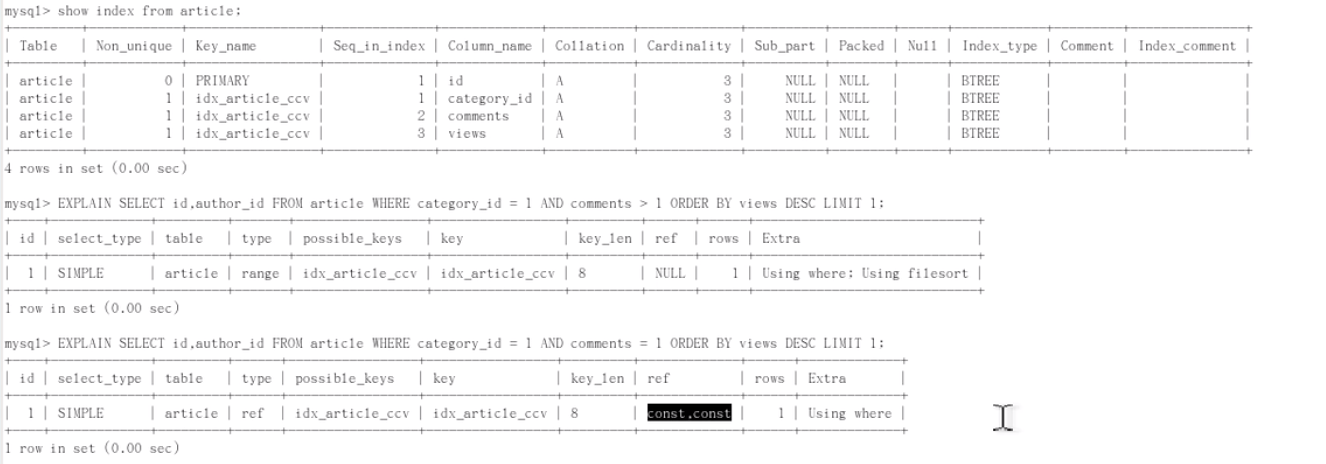 mysql> show index from article;
| Table | Non_unique | Key_name | Seq_in_index | Column_name | Collation | Cardinality | Sub_part | Packed | Null | Index_type | Comment | Index_comment |
| article | 0 | PRIMARY | 1 | id | A | 3 | NULL | NULL | | BTREE | | |
| article | 1 | idx_article_ccv | 1 | category_id | A | 3 | NULL | NULL | | BTREE | | |
| article | 1 | idx_article_ccv | 2 | comments | A | 3 | NULL | NULL | | BTREE | | |
| article | 1 | idx_article_ccv | 3 | views | A | 3 | NULL | NULL | | BTREE | | |
4 rows in set (0.00 sec)
mysql> EXPLAIN SELECT id,author_id FROM article WHERE category_id = 1 AND comments > 1 ORDER BY views DESC LIMIT 1;
| id | select_type | table | type | possible_keys | key | key_len | ref | rows | Extra |
| 1 | SIMPLE | article | range | idx_article_ccv | idx_article_ccv | 8 | NULL | 1 | Using where; Using filesort |
1 row in set (0.00 sec)
mysql> EXPLAIN SELECT id,author_id FROM article WHERE category_id = 1 AND comments = 1 ORDER BY views DESC LIMIT 1;
| id | select_type | table | type | possible_keys | key | key_len | ref | rows | Extra |
| 1 | SIMPLE | article | ref | idx_article_ccv | idx_article_ccv | 8 | const,const | 1 | Using where |
1 row in set (0.00 sec)